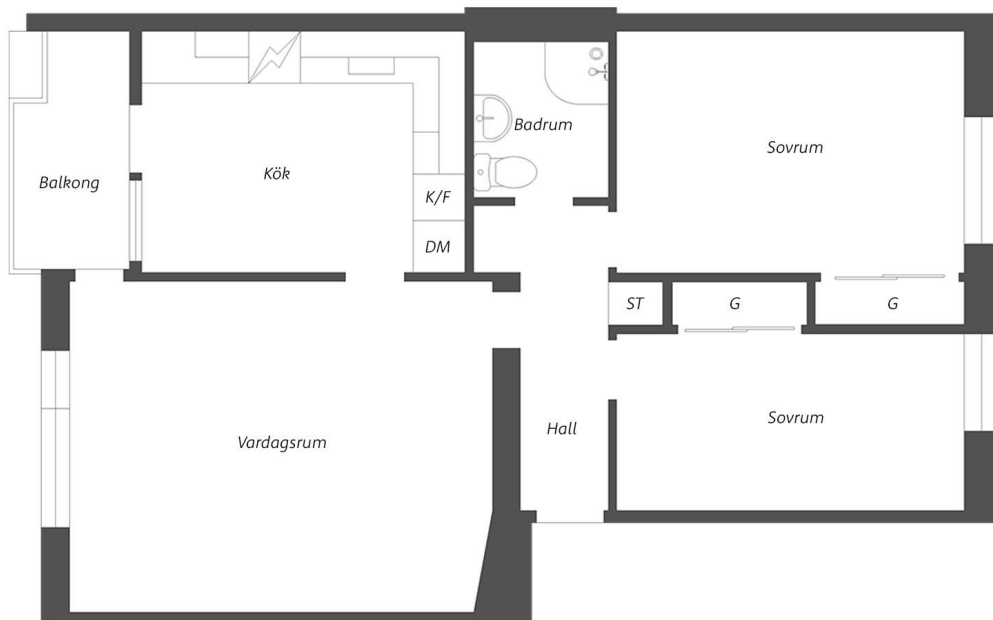 Badrum
Sovrum
Balkong
Kök
K/F
DM
ST
G
G
Vardagsrum
Hall
Sovrum